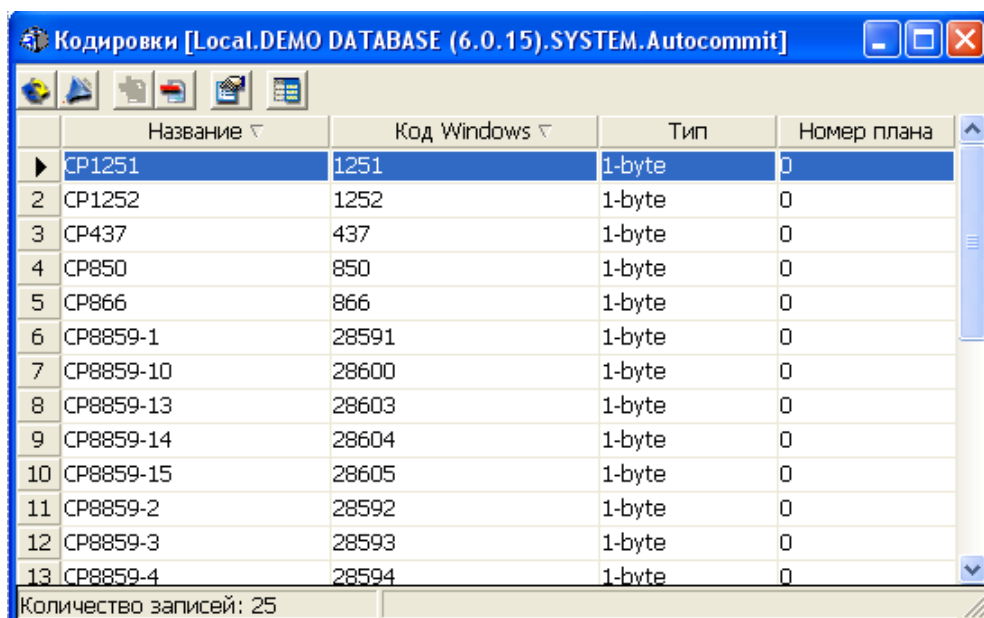 Кодировки [Local.DEMO DATABASE (6.0.15).SYSTEM.Autocommit]
Название Код Windows Тип Номер плана
CP1251 1251 1-byte 0
2 CP1252 1252 1-byte 0
3 CP437 437 1-byte 0
4 CP850 850 1-byte 0
5 CP866 866 1-byte 0
6 CP8859-1 28591 1-byte 0
7 CP8859-10 28600 1-byte 0
8 CP8859-13 28603 1-byte 0
9 CP8859-14 28604 1-byte 0
10 CP8859-15 28605 1-byte 0
11 CP8859-2 28592 1-byte 0
12 CP8859-3 28593 1-byte 0
13 CP8859-4 28594 1-byte 0
Количество записей: 25